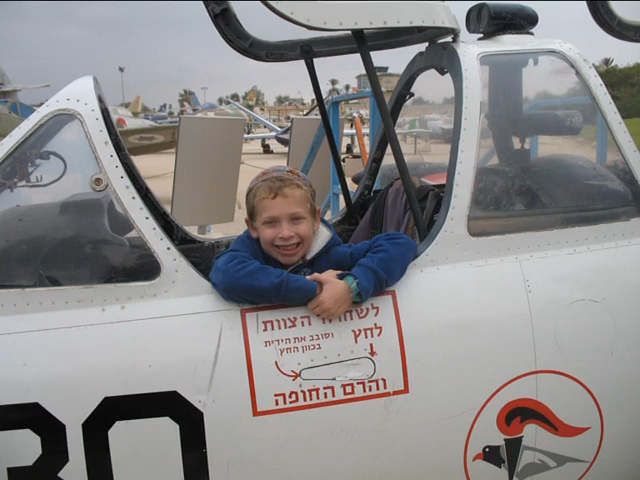 לשחרור הצוות
לחץ
וסובב את הידית
בכוון החץ
והרם החופה
30